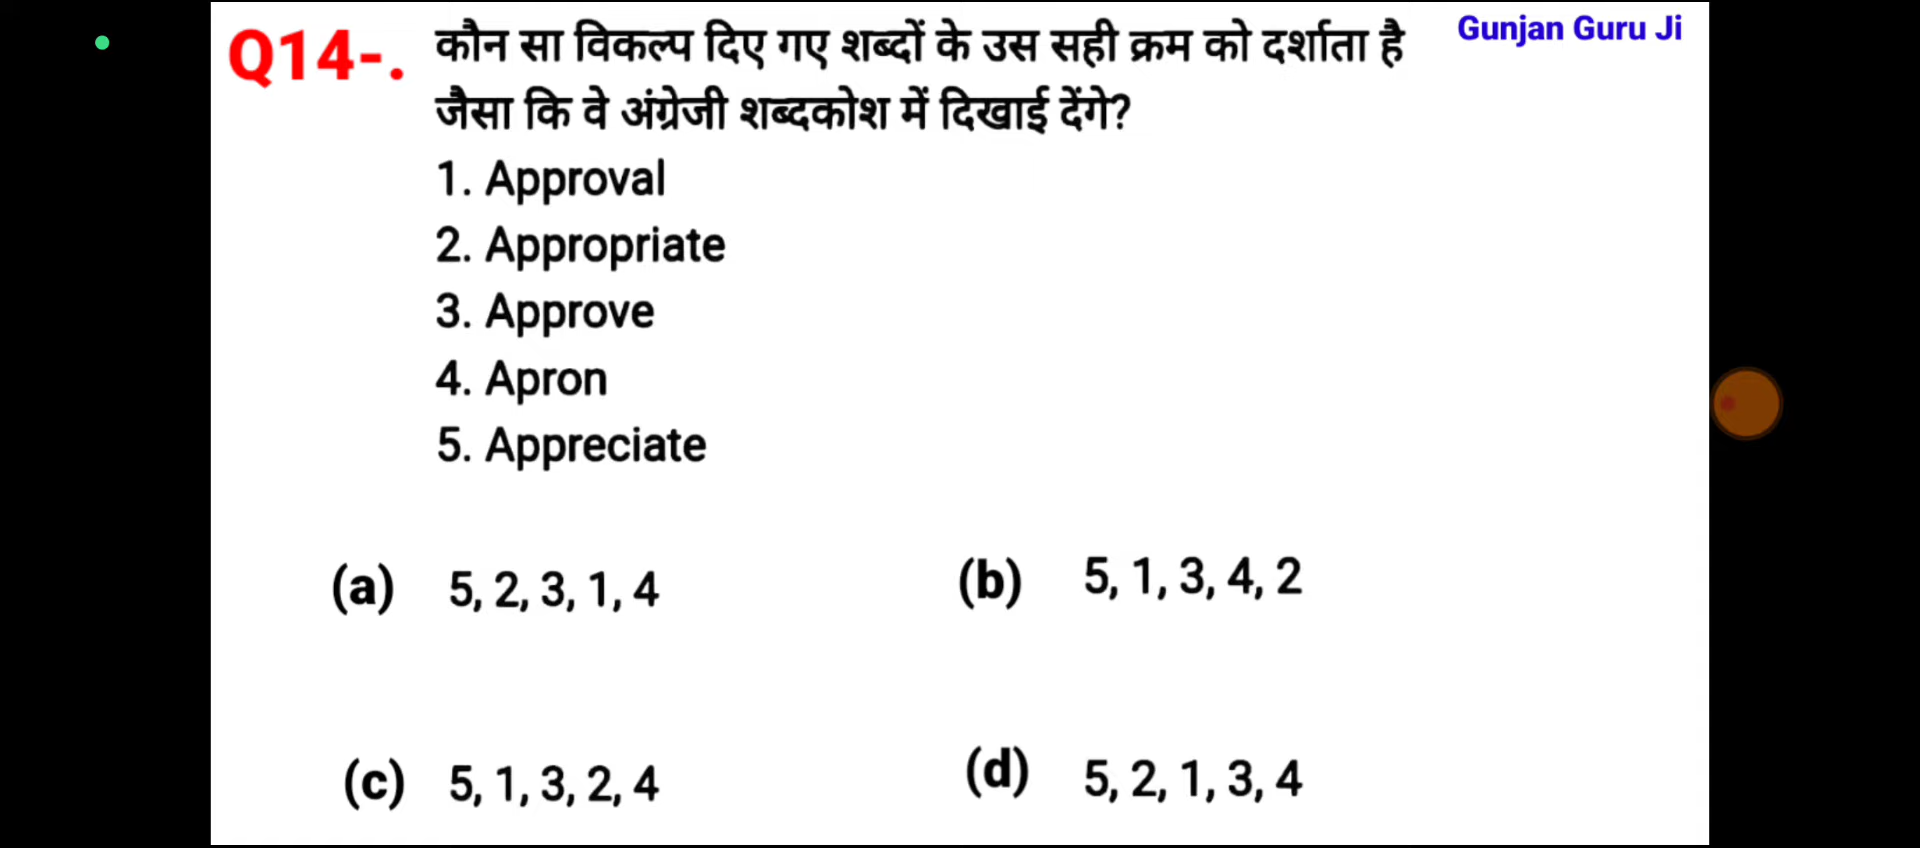 Gunjan Guru Ji
Q14-. कौन सा विकल्प दिए गए शब्दों के उस सही क्रम को दर्शाता है
जैसा कि वे अंग्रेजी शब्दकोश में दिखाई देंगे?
1. Approval
2. Appropriate
3. Approve
4. Apron
5. Appreciate
(a) 5, 2, 3, 1, 4
(b) 5, 1, 3, 4, 2
(c) 5, 1, 3, 2, 4
(d) 5, 2, 1, 3, 4